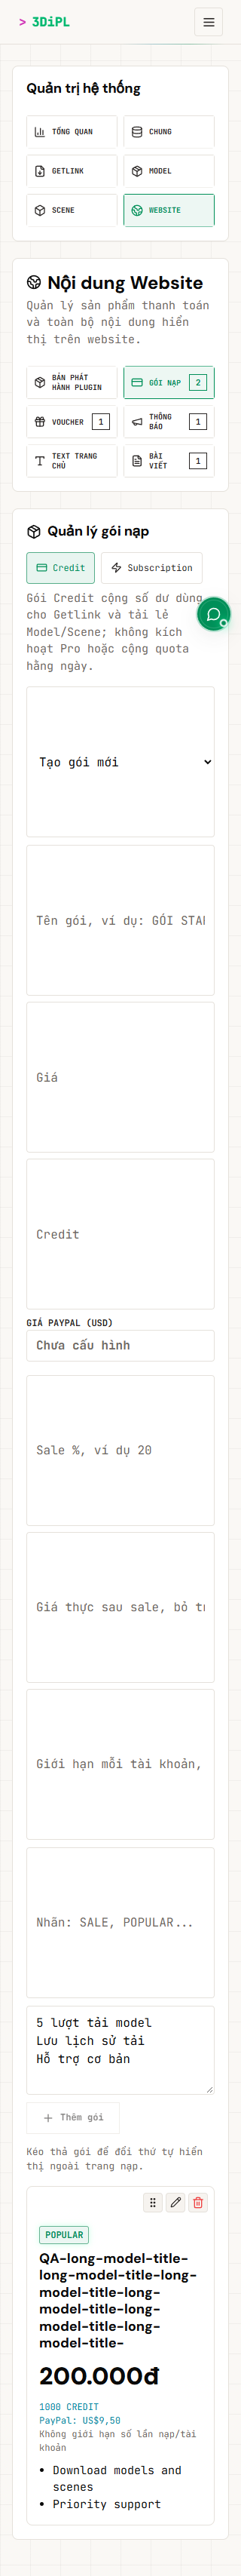 > 3DiPL
Quản trị hệ thống
TỔNG QUAN
CHUNG
GETLINK
MODEL
SCENE
WEBSITE
Nội dung Website
Quản lý sản phẩm thanh toán
và toàn bộ nội dung hiển
thị trên website.
BẢN PHÁT
HÀNH PLUGIN
GÓI NẠP 2
VOUCHER 1
THÔNG
BÁO 1
TEXT TRANG
CHỦ
BÀI
VIẾT 1
Quản lý gói nạp
Credit
Subscription
Gói Credit cộng số dư dùng
cho Getlink và tải lẻ
Model/Scene; không kích
hoạt Pro hoặc cộng quota
hằng ngày.
Tạo gói mới
Tên gói, ví dụ: GÓI STAR
Giá
Credit
GIÁ PAYPAL (USD)
Chưa cấu hình
Sale %, ví dụ 20
Giá thực sau sale, bỏ tr
Giới hạn mỗi tài khoản,
Nhãn: SALE, POPULAR...
5 lượt tải model
Lưu lịch sử tải
Hỗ trợ cơ bản
+ Thêm gói
Kéo thả gói để đổi thứ tự hiển
thị ngoài trang nạp.
POPULAR
QA-long-model-title-
long-model-title-long-
model-title-long-
model-title-long-
model-title-long-
model-title-
200.000đ
1000 CREDIT
PayPal: US$9,50
Không giới hạn số lần nạp/tài
khoản
• Download models and
scenes
• Priority support